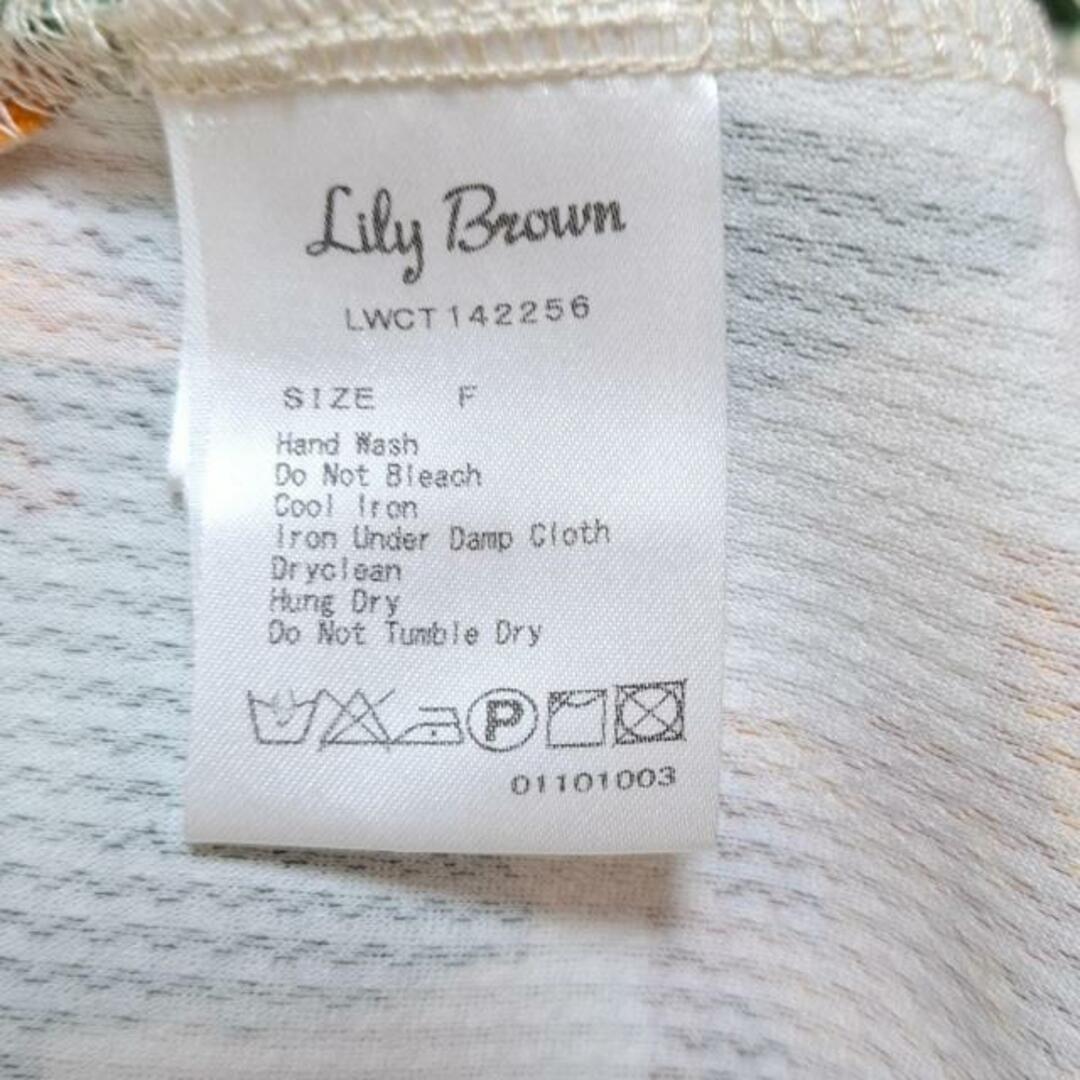 Lily Brown
LWCT142256
SIZE F
Hand Wash
Do Not Bleach
Cool Iron
Iron Under Damp Cloth
Dryclean
Hung Dry
Do Not Tumble Dry
P
01101003